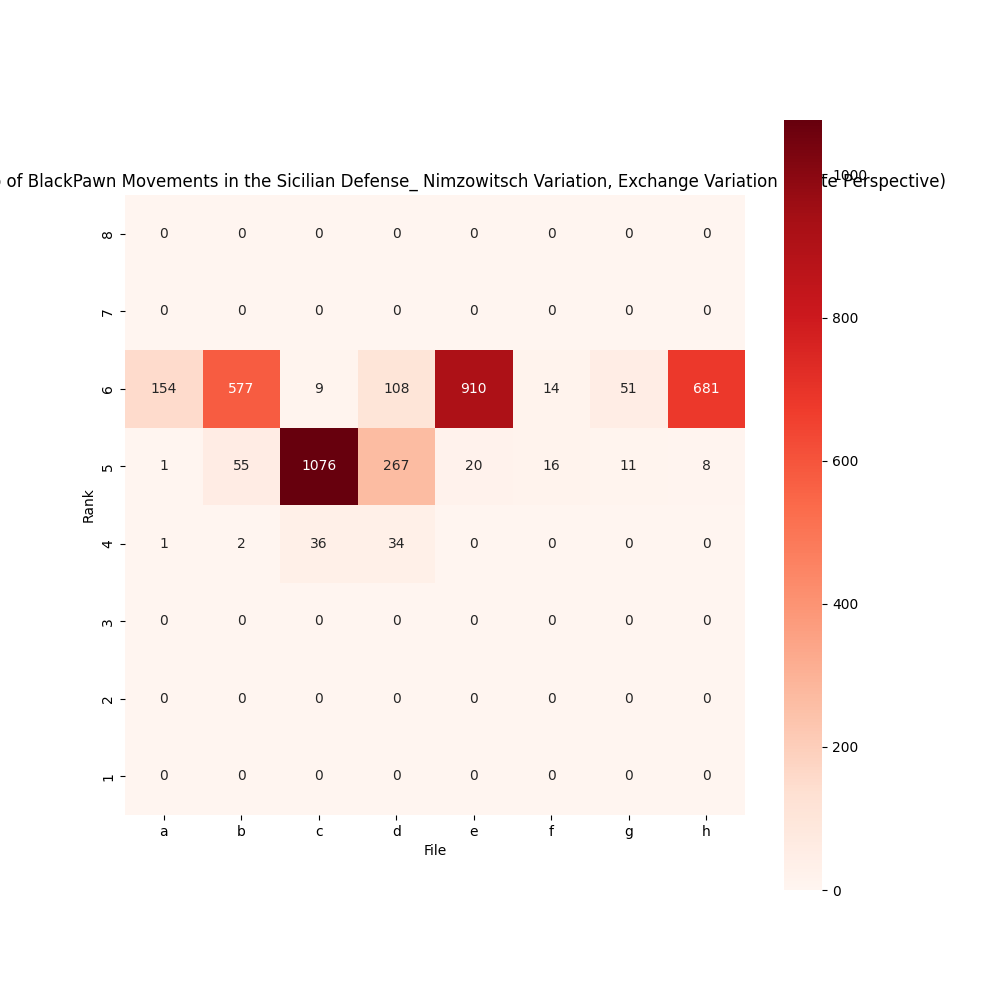 of BlackPawn Movements in the Sicilian Defense_ Nimzowitsch Variation, Exchange Variation Perspective)
1000
8 0 0 0 0 0 0 0 0
7 0 0 0 0 0 0 0 0
800
6 154 577 9 108 910 14 51 681
600
5 1 55 1076 267 20 16 11 8
Rank
4 1 2 36 34 0 0 0 0
400
3 0 0 0 0 0 0 0 0
2 0 0 0 0 0 0 0 0
200
1 0 0 0 0 0 0 0 0
a b c d e f g h
File
0